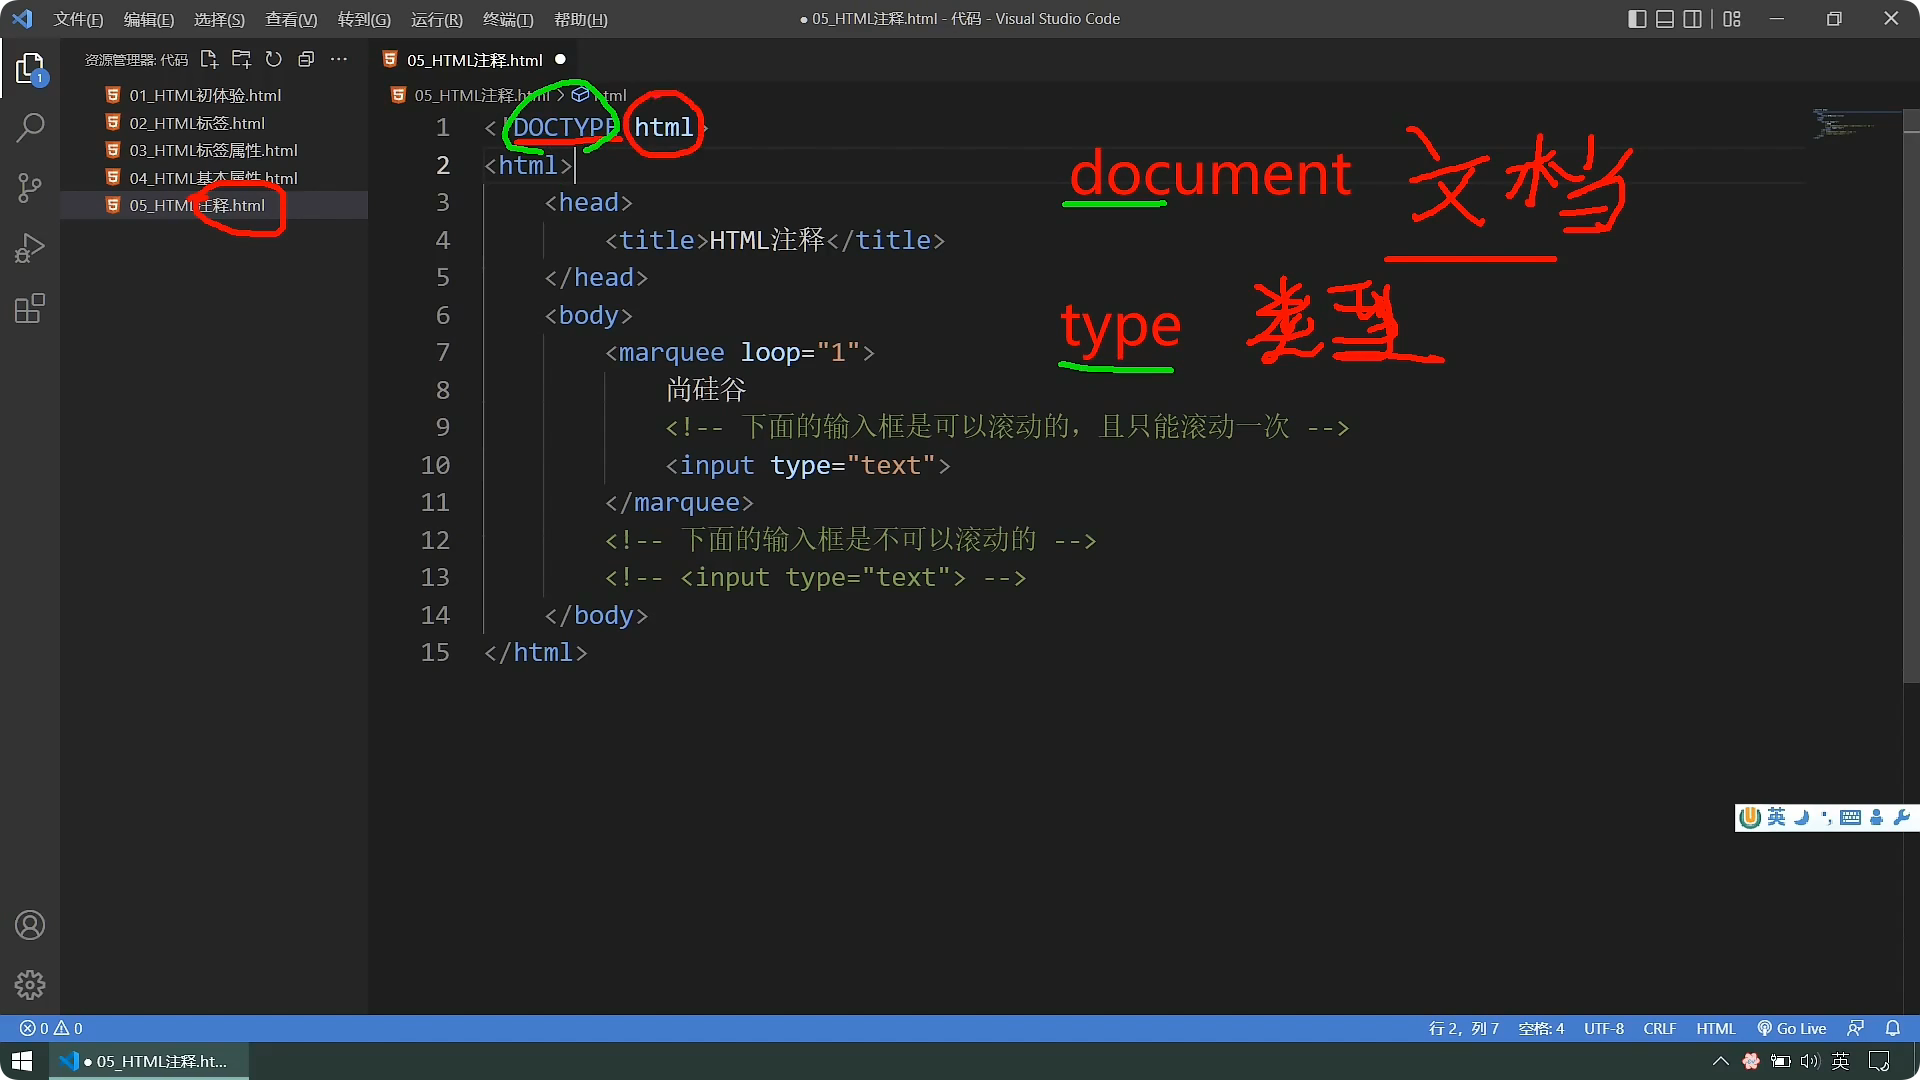 文件(F) 编辑(E) 选择(S) 查看(V) 转到(G) 运行(R) 终端(T) 帮助(H)
● 05_HTML注释.html - 代码 - Visual Studio Code
资源管理器: 代码
1
01_HTML初体验.html
02_HTML标签.html
03_HTML标签属性.html
04_HTML基本属性.html
05_HTML注释.html
05_HTML注释.html ●
05_HTML注释.html > html
1 <!DOCTYPE html>
2 <html>
3 <head>
4 <title>HTML注释</title>
5 </head>
6 <body>
7 <marquee loop="1">
8 尚硅谷
9 <!-- 下面的输入框是可以滚动的，且只能滚动一次 -->
10 <input type="text">
11 </marquee>
12 <!-- 下面的输入框是不可以滚动的 -->
13 <!-- <input type="text"> -->
14 </body>
15 </html>
document 文档
type 类型
英
0 0
行 2，列 7 空格: 4 UTF-8 CRLF HTML Go Live
● 05_HTML注释.ht...
英